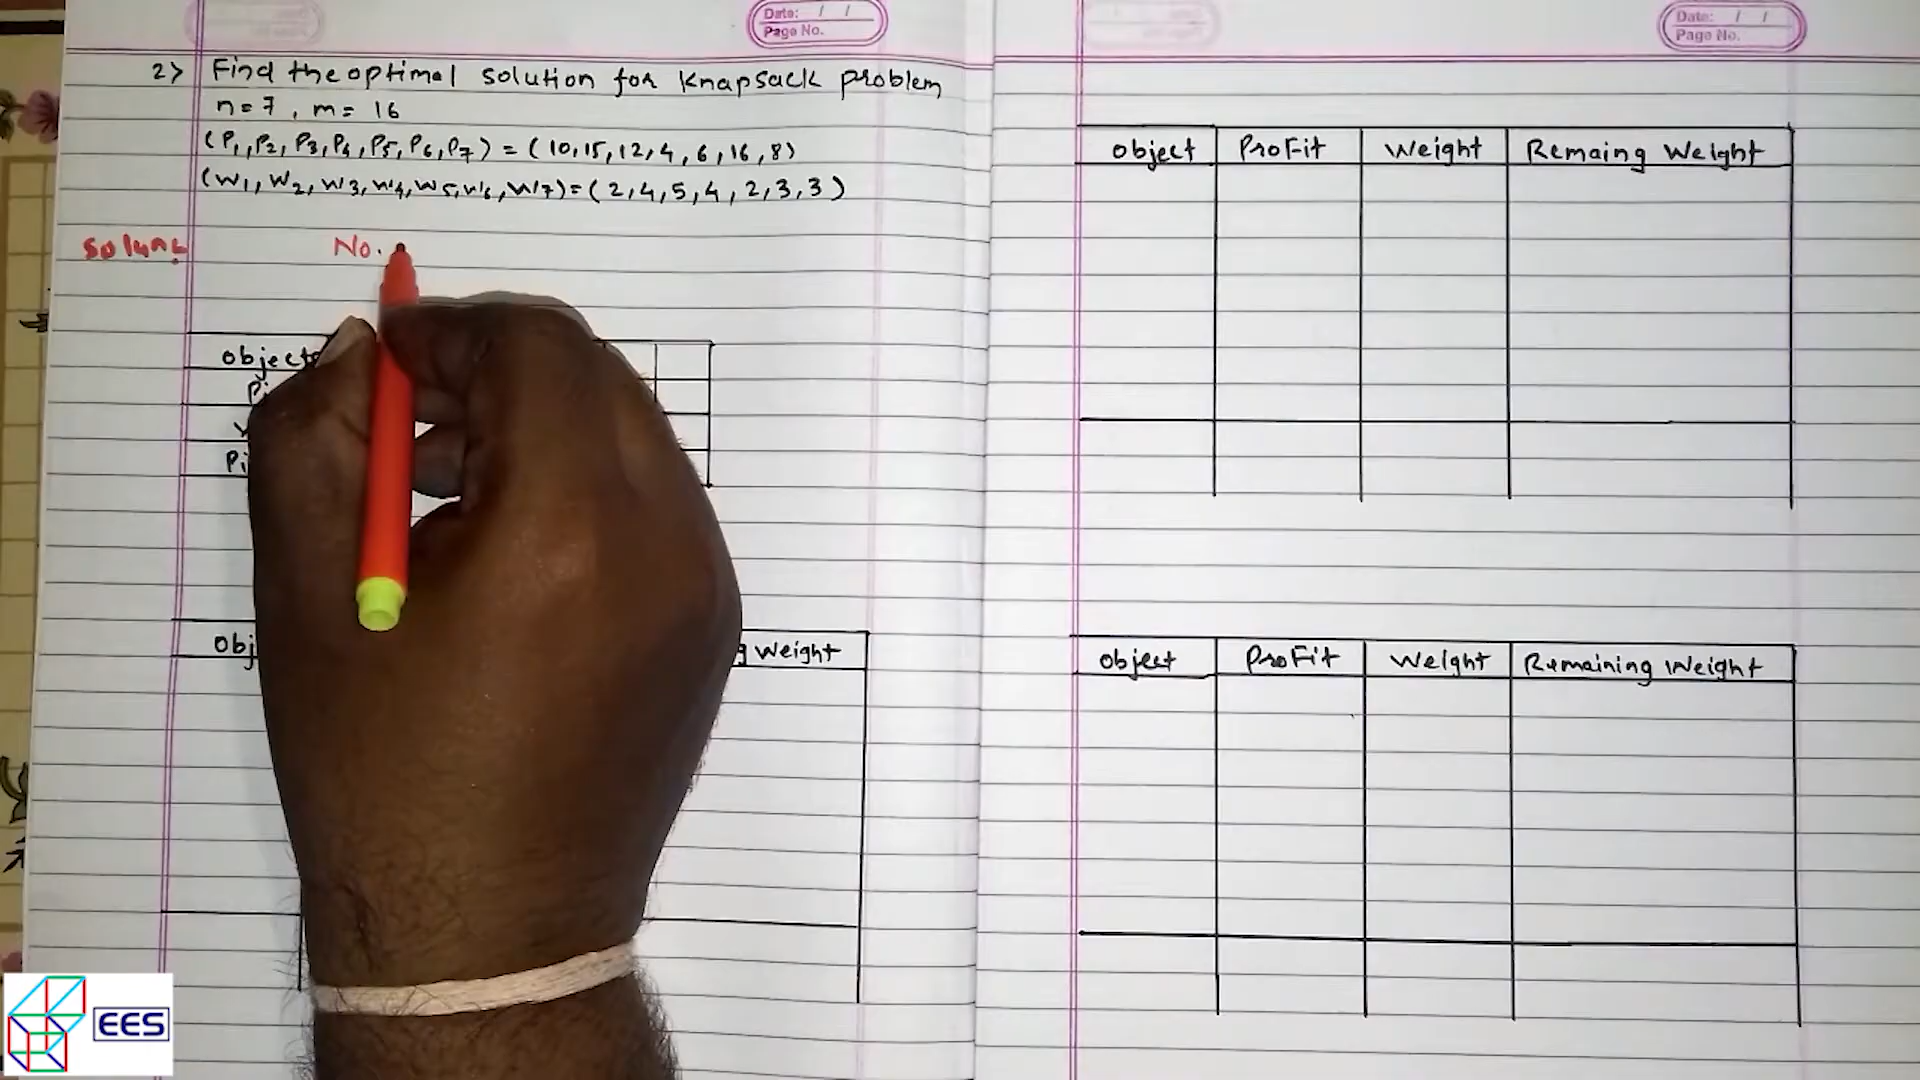 Date: / /
Page No.
Date: / /
Page No.
2> Find the optimal solution for Knapsack problem
n=7, m= 16
(P1, P2, P3, P4, P5, P6, P7) = (10, 15, 12, 4, 6, 16, 8)
(W1, W2, W3, W4, W5, W6, W7) = (2, 4, 5, 4, 2, 3, 3)
No.
Pi
Object Profit Weight Remaing Weight
Weight
Object Profit Weight Remaining Weight
EES